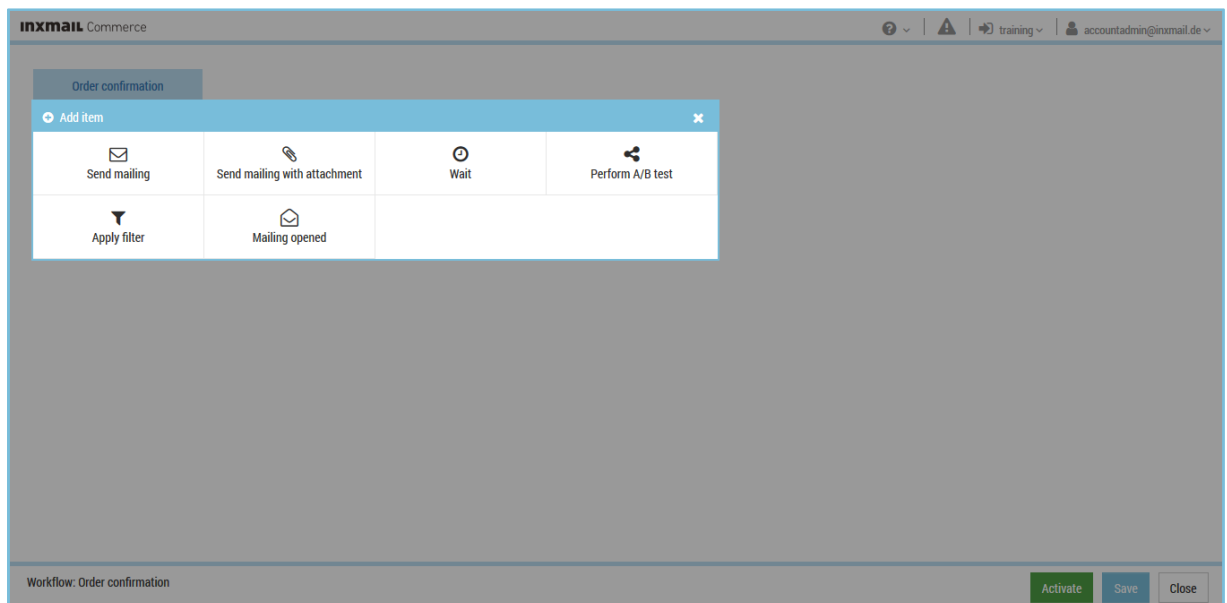 Inxmail Commerce
training
accountadmin@inxmail.de
Order confirmation
Add item
Send mailing
Send mailing with attachment
Wait
Perform A/B test
Apply filter
Mailing opened
Workflow: Order confirmation
Activate
Save
Close